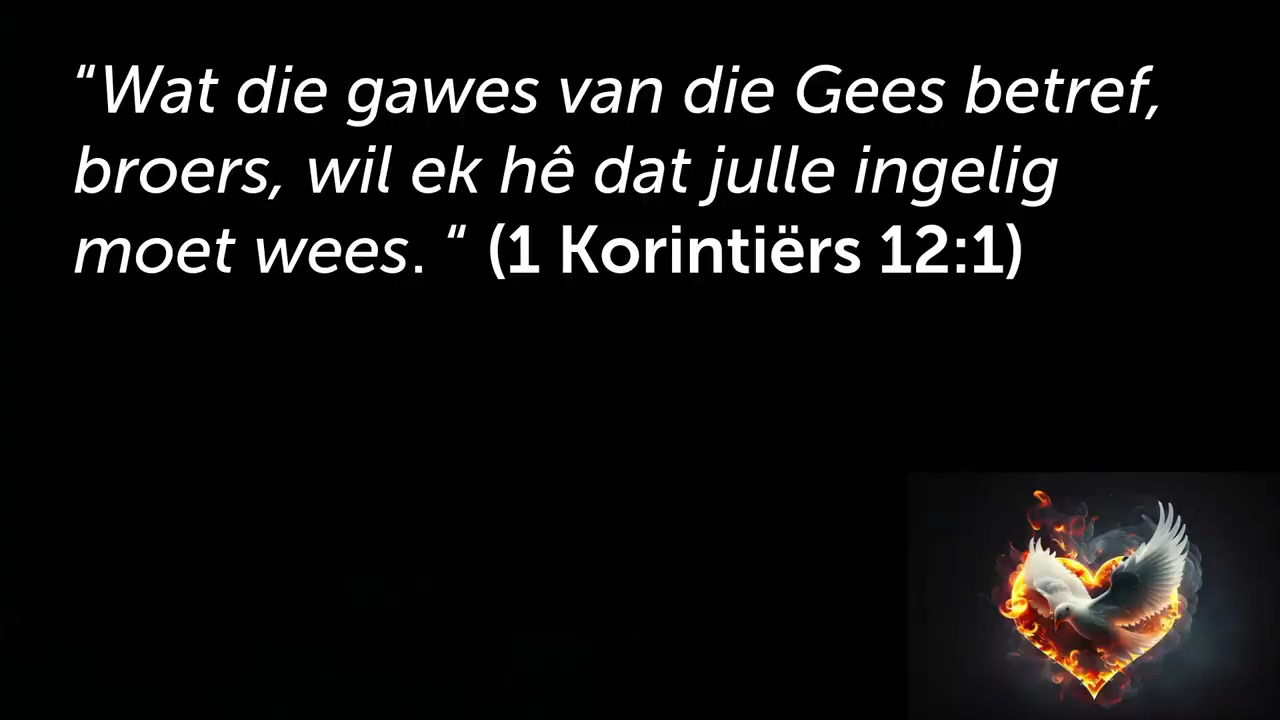 “Wat die gawes van die Gees betref,
broers, wil ek hê dat julle ingelig
moet wees. “ (1 Korintiërs 12:1)